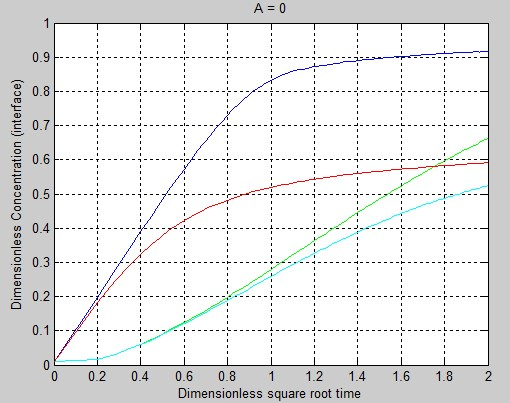 A = 0
1
0.9
0.8
0.7
0.6
0.5
0.4
0.3
0.2
0.1
0
Dimensionless Concentration (interface)
0 0.2 0.4 0.6 0.8 1 1.2 1.4 1.6 1.8 2
Dimensionless square root time